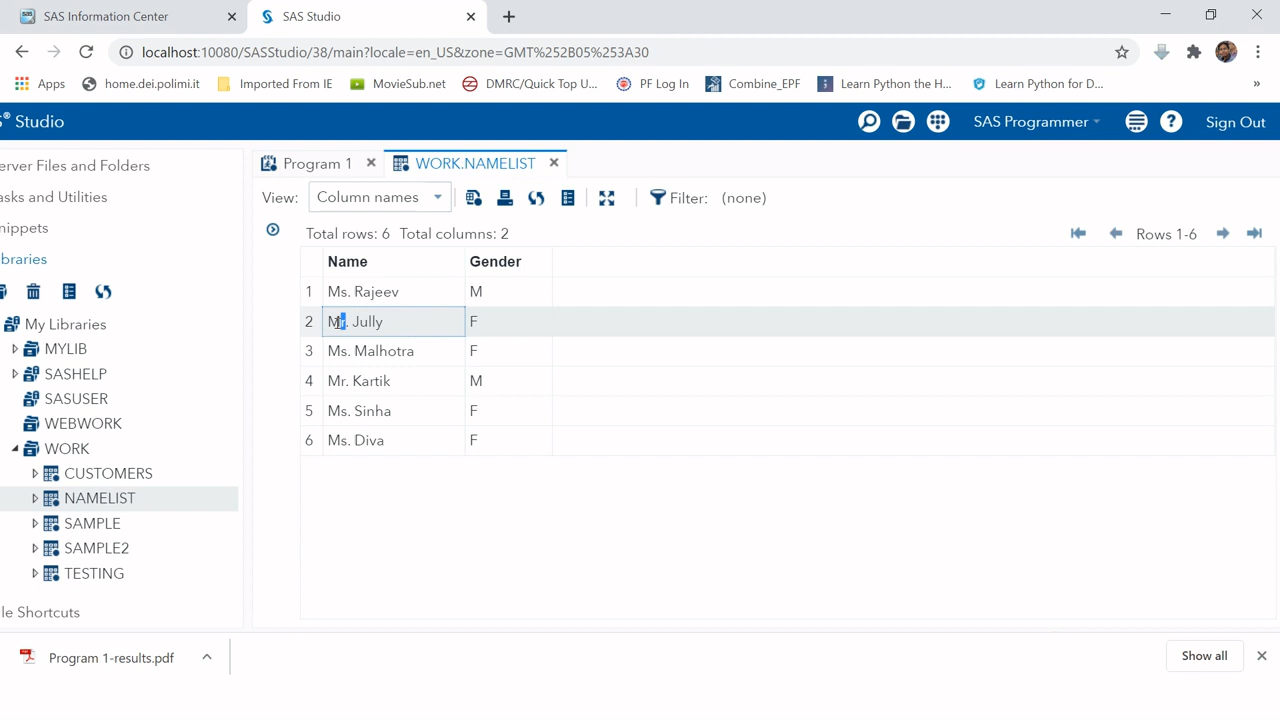 SAS Information Center
SAS Studio
localhost:10080/SASStudio/38/main?locale=en_US&zone=GMT%252B05%253A30
Apps home.dei.polimi.it Imported From IE MovieSub.net DMRC/Quick Top U... PF Log In Combine_EPF Learn Python the H... Learn Python for D... »
S® Studio SAS Programmer Sign Out
erver Files and Folders
asks and Utilities
nippets
ibraries
My Libraries
MYLIB
SASHELP
SASUSER
WEBWORK
WORK
CUSTOMERS
NAMELIST
SAMPLE
SAMPLE2
TESTING
le Shortcuts
Program 1 WORK.NAMELIST
View: Column names Filter: (none)
Total rows: 6 Total columns: 2 Rows 1-6
Name Gender
1 Ms. Rajeev M
2 Mr. Jully F
3 Ms. Malhotra F
4 Mr. Kartik M
5 Ms. Sinha F
6 Ms. Diva F
Program 1-results.pdf Show all